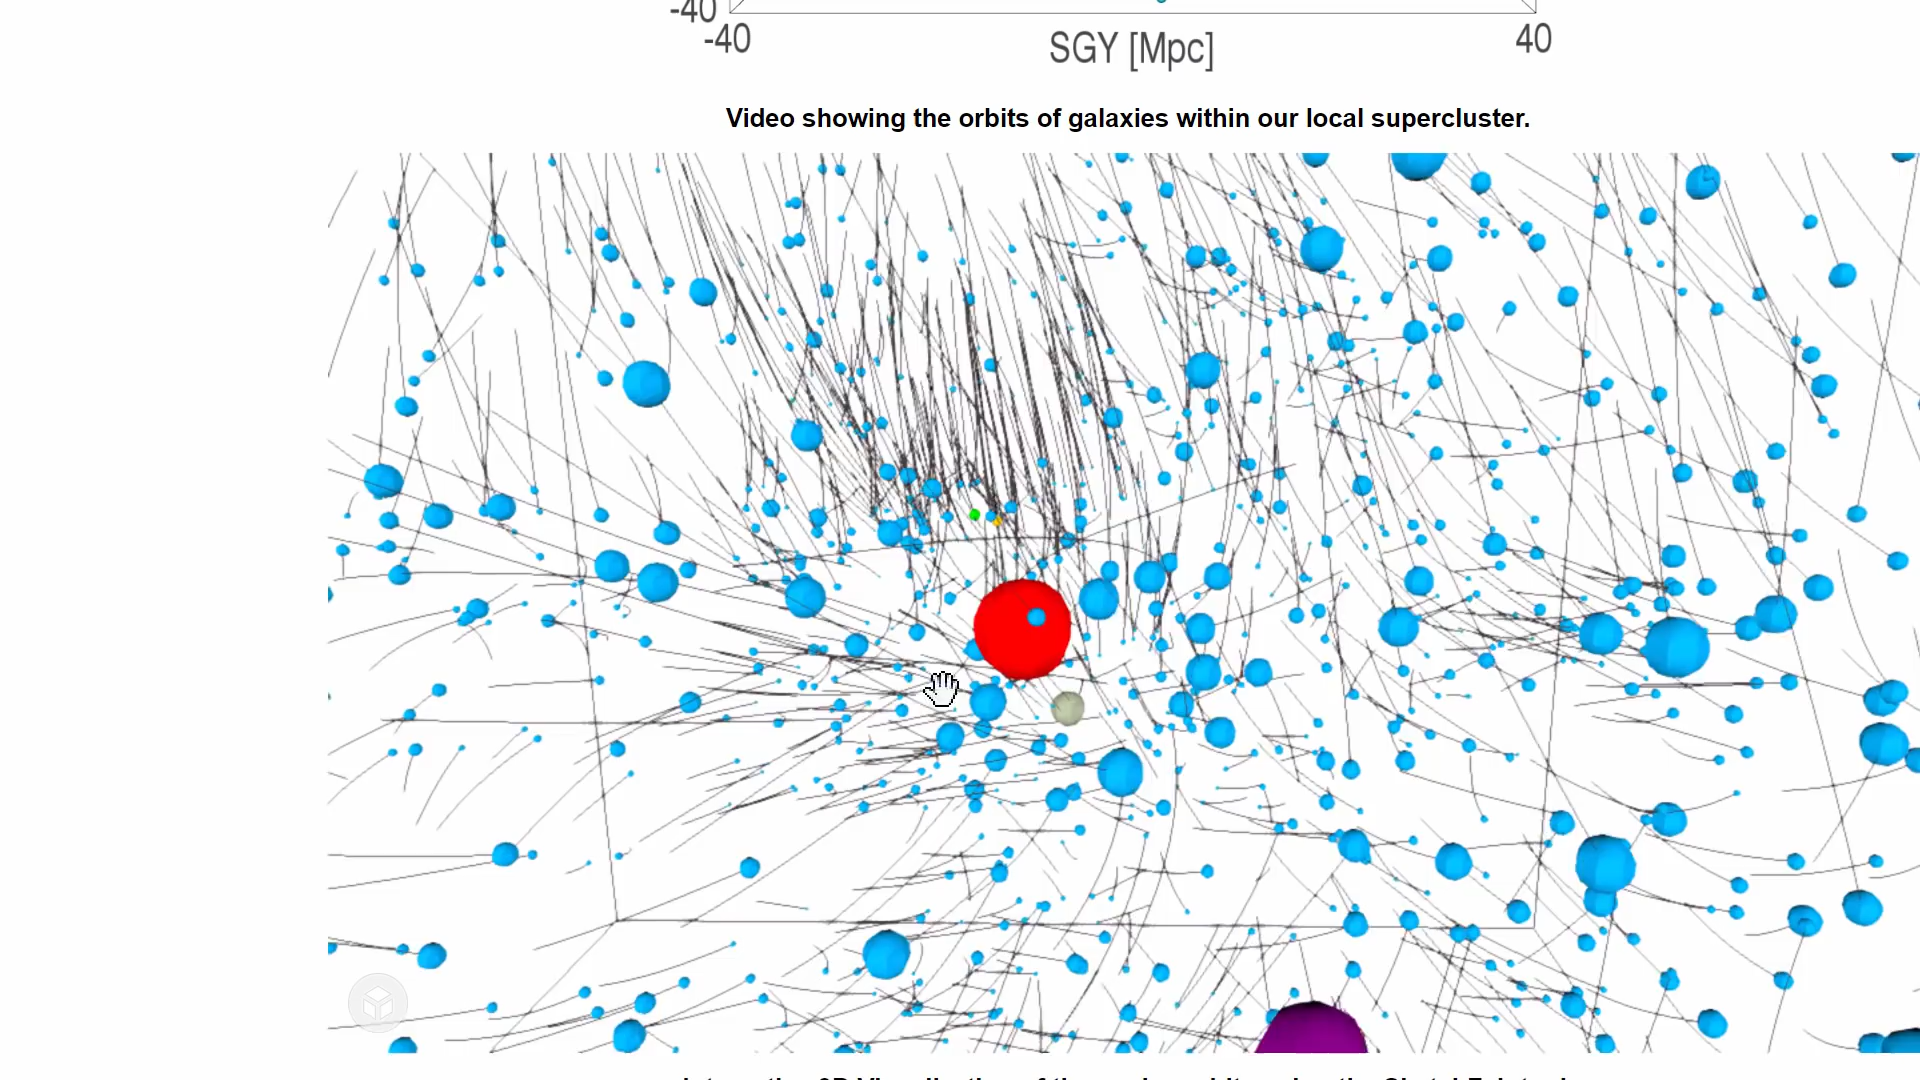 -40
-40 SGY [Mpc] 40
Video showing the orbits of galaxies within our local supercluster.